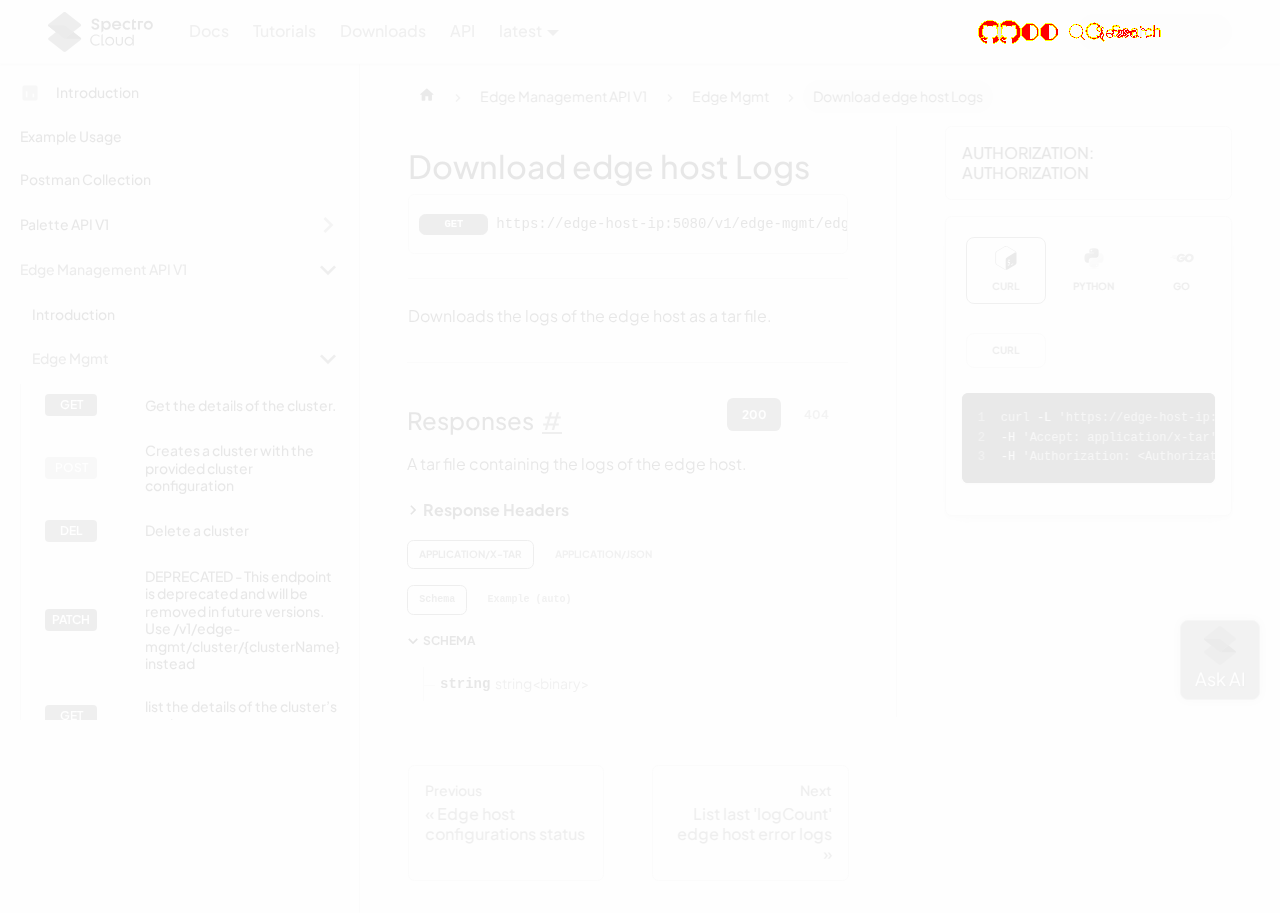 Spectro
Cloud
Docs
Tutorials
Downloads
API
latest
Introduction
Example Usage
Postman Collection
Palette API V1
Edge Management API V1
Introduction
Edge Mgmt
GET
Get the details of the cluster.
POST
Creates a cluster with the
provided cluster
configuration
DEL
Delete a cluster
PATCH
DEPRECATED - This endpoint
is deprecated and will be
removed in future versions.
Use /v1/edge-
mgmt/cluster/{clusterName}
instead
GET
list the details of the cluster's
Edge Management API V1
Edge Mgmt
Download edge host Logs
Download edge host Logs
GET
https://edge-host-ip:5080/v1/edge-mgmt/edg
Downloads the logs of the edge host as a tar file.
Responses #
200
404
A tar file containing the logs of the edge host.
Response Headers
APPLICATION/X-TAR
APPLICATION/JSON
Schema
Example (auto)
SCHEMA
string string<binary>
Previous
« Edge host
configurations status
Next
List last 'logCount'
edge host error logs
»
AUTHORIZATION:
AUTHORIZATION
CURL
PYTHON
GO
GO
CURL
1 curl -L 'https://edge-host-ip:
2 -H 'Accept: application/x-tar'
3 -H 'Authorization: <Authorizat
Ask AI